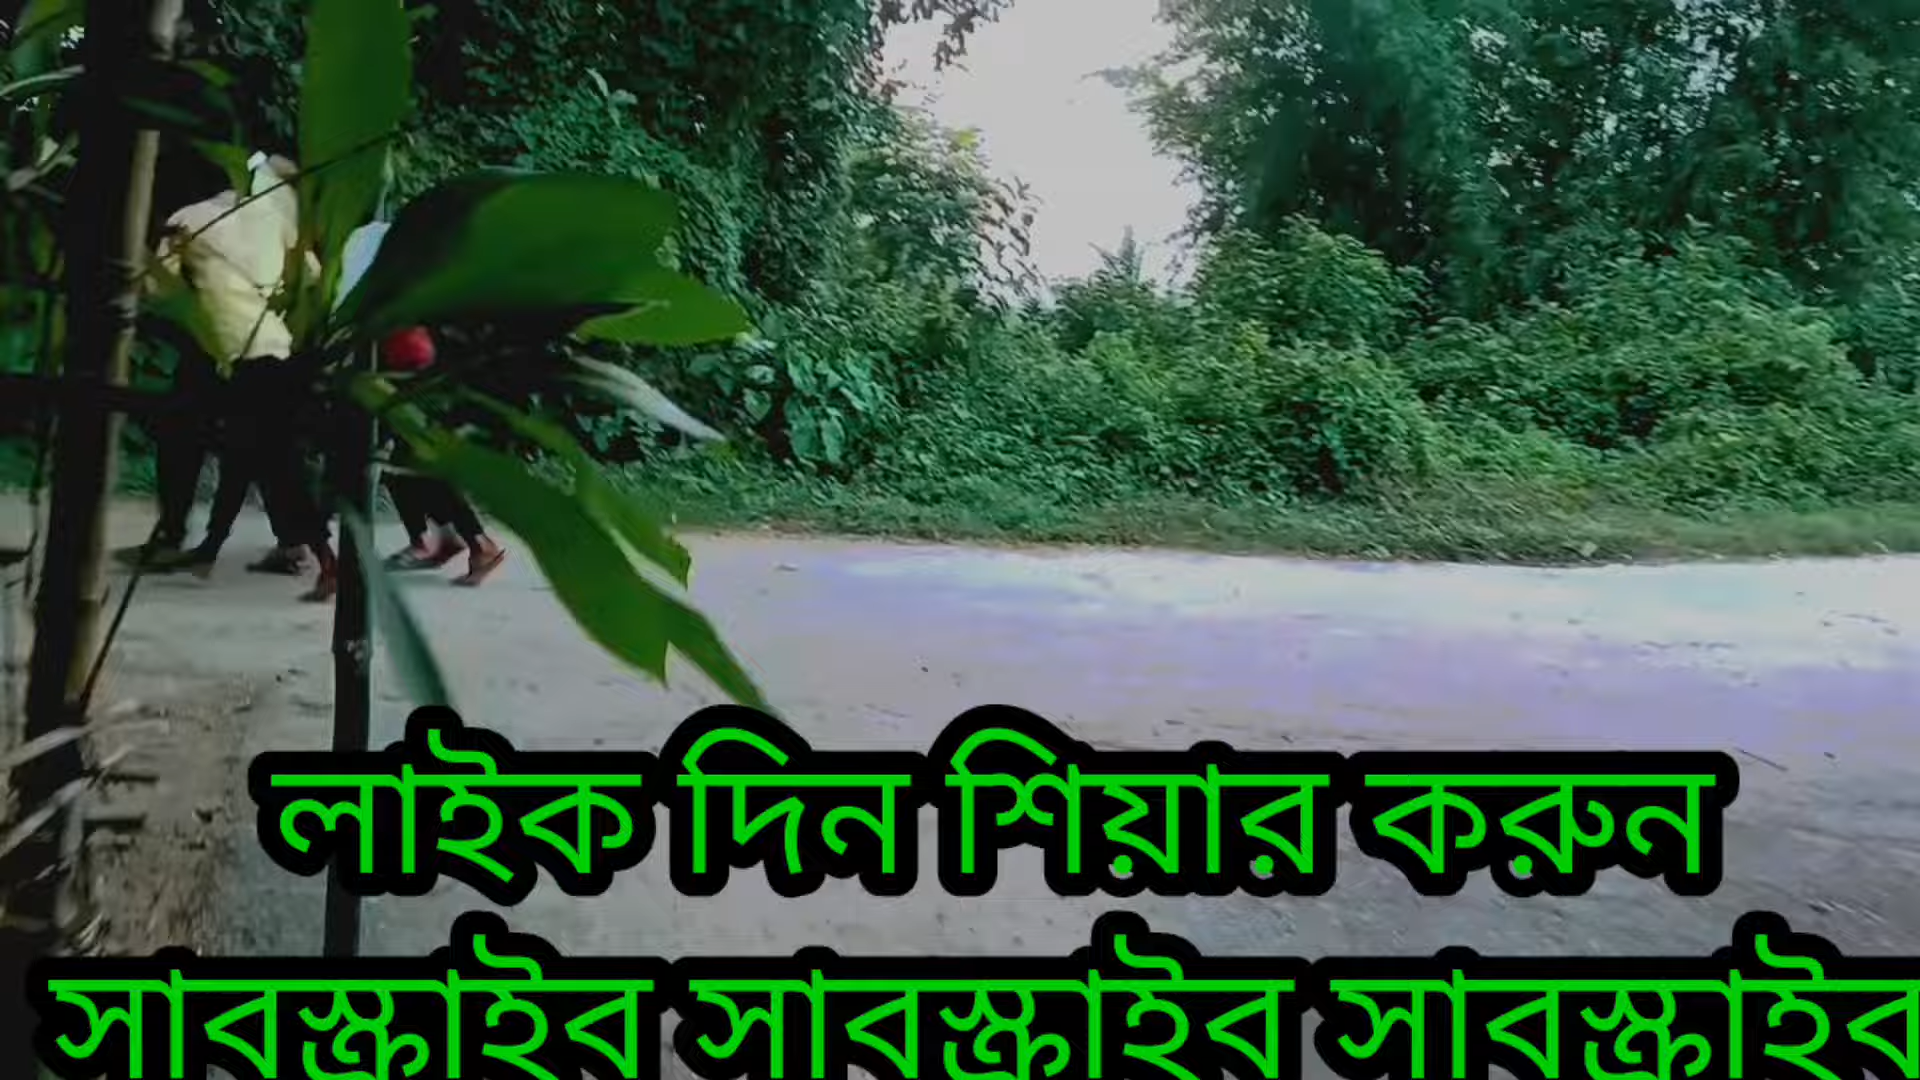 লাইক দিন শিয়ার করুন
সাবস্ক্রাইব সাবস্ক্রাইব সাবস্ক্রাইব